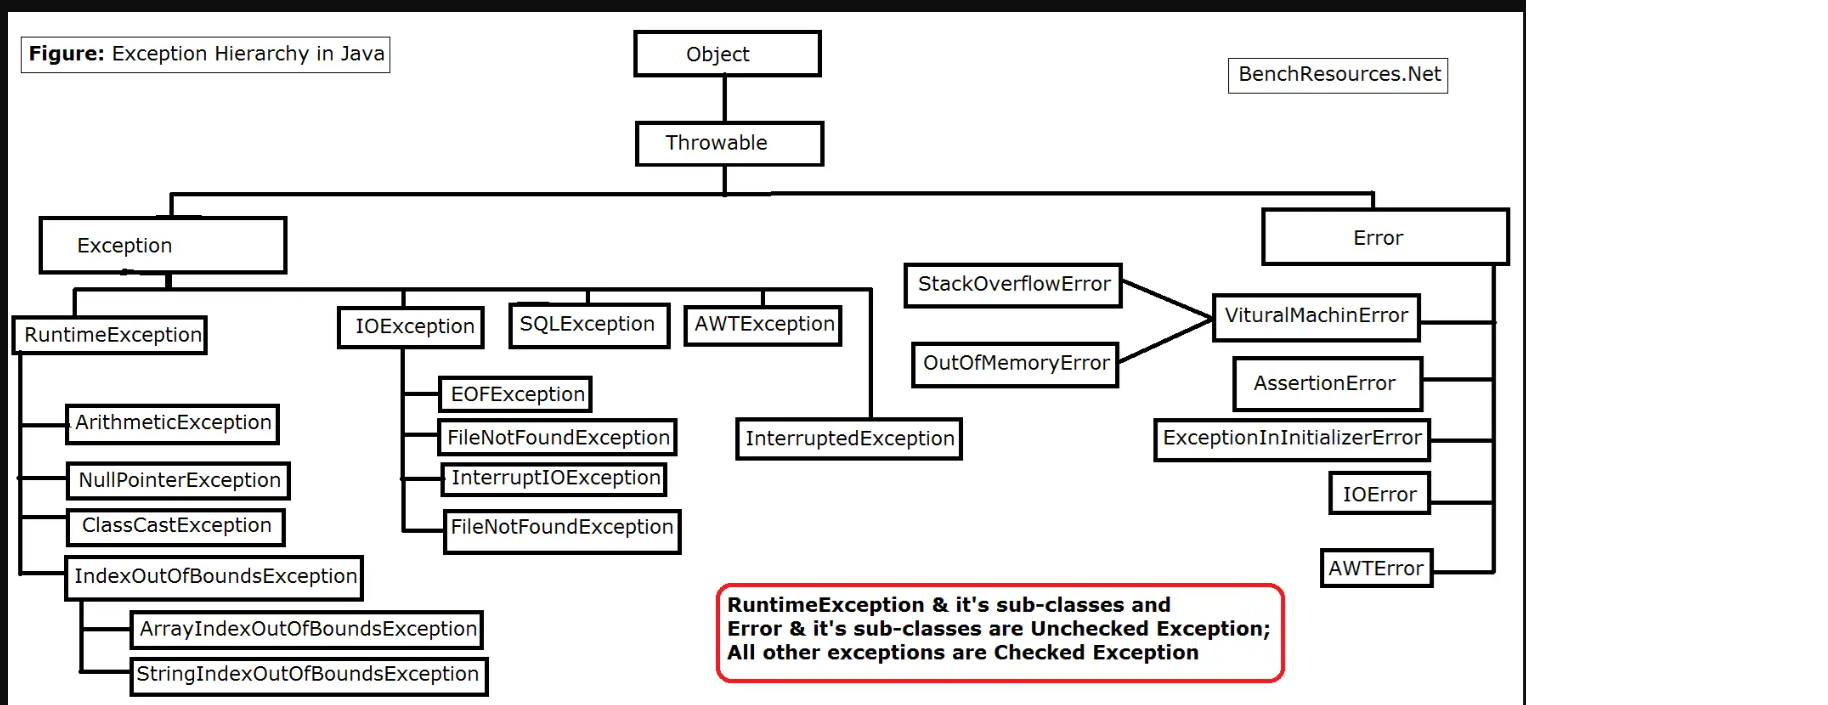 Figure: Exception Hierarchy in Java
Object
BenchResources.Net
Throwable
Exception
Error
StackOverflowError
VituralMachinError
OutOfMemoryError
RuntimeException
IOException
SQLException
AWTException
EOFException
FileNotFoundException
InterruptIOException
FileNotFoundException
InterruptedException
AssertionError
ExceptionInInitializerError
IOError
AWTError
ArithmeticException
NullPointerException
ClassCastException
IndexOutOfBoundsException
ArrayIndexOutOfBoundsException
StringIndexOutOfBoundsException
RuntimeException & it's sub-classes and
Error & it's sub-classes are Unchecked Exception;
All other exceptions are Checked Exception